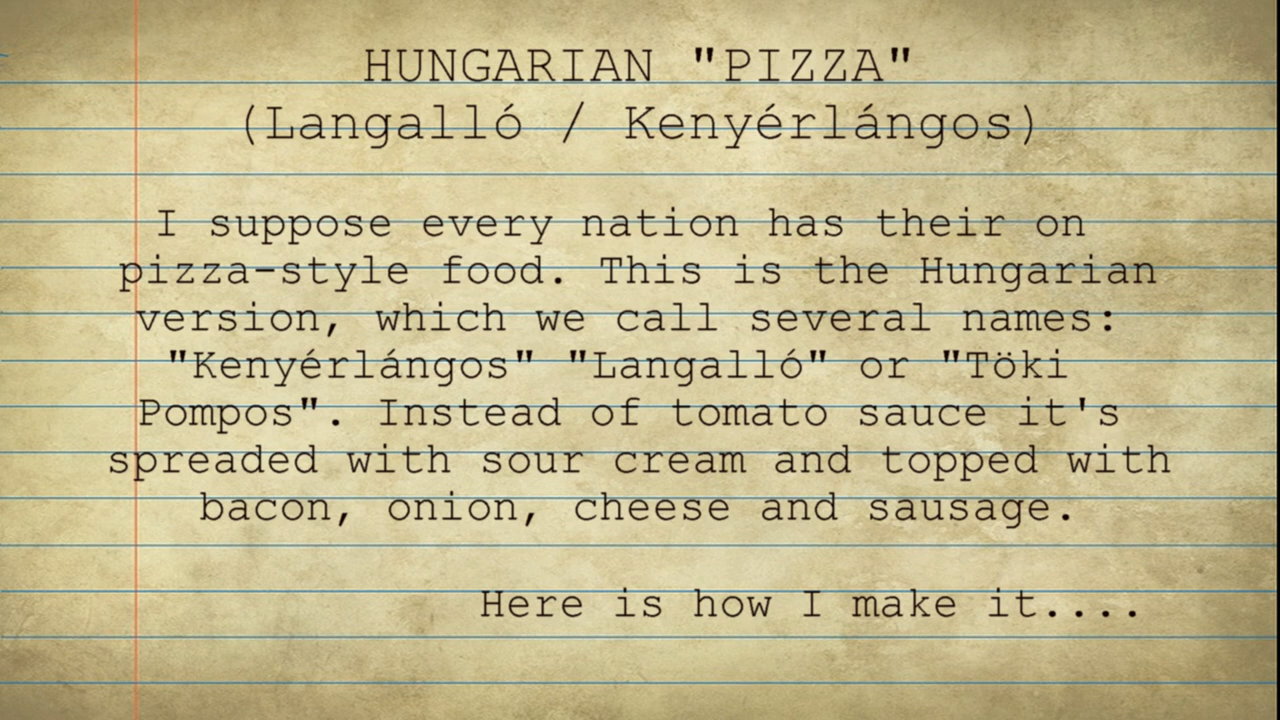 HUNGARIAN "PIZZA"
(Langalló / Kenyérlángos)
I suppose every nation has their on
pizza-style food. This is the Hungarian
version, which we call several names:
"Kenyérlángos" "Langalló" or "Töki
Pompos". Instead of tomato sauce it's
spreaded with sour cream and topped with
bacon, onion, cheese and sausage.
Here is how I make it....